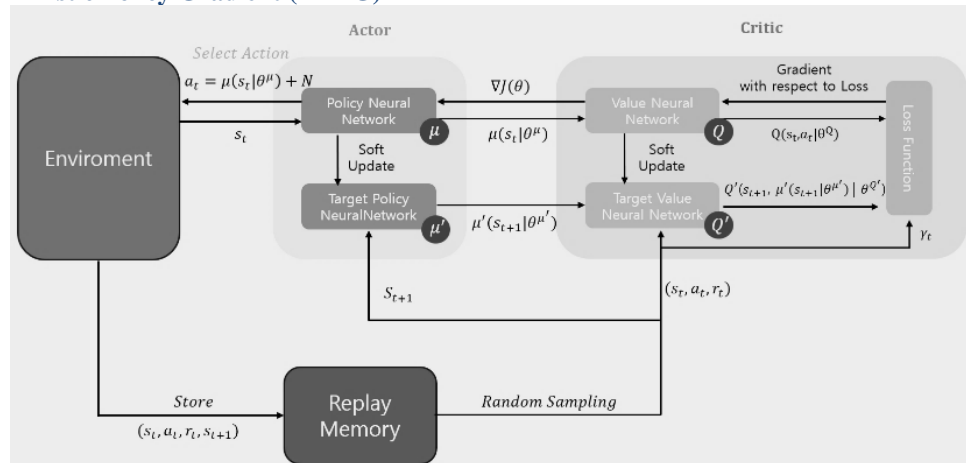 Actor
Critic
Select Action
a_t = μ(s_t|θ^μ) + N
s_t
Enviroment
Policy Neural
Network
μ
∇J(θ)
μ(s_t|θ^μ)
Value Neural
Network
Q
Gradient
with respect to Loss
Q(s_t,a_t|θ^Q)
Loss Function
Soft
Update
Soft
Update
Target Policy
NeuralNetwork
μ′
μ′(s_{t+1}|θ^{μ′})
Target Value
Neural Network
Q′
Q′(s_{t+1}, μ′(s_{t+1}|θ^{μ′}) | θ^{Q′})
γ_t
S_{t+1}
(s_t, a_t, r_t)
Store
(s_t, a_t, r_t, s_{t+1})
Replay
Memory
Random Sampling